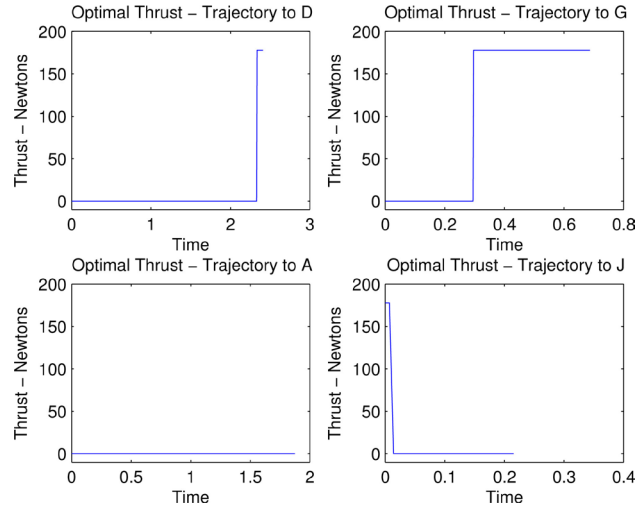 Optimal Thrust − Trajectory to D
200
150
100
50
0
Thrust − Newtons
0 1 2 3
Time
Optimal Thrust − Trajectory to G
200
150
100
50
0
Thrust − Newtons
0 0.2 0.4 0.6 0.8
Time
Optimal Thrust − Trajectory to A
200
150
100
50
0
Thrust − Newtons
0 0.5 1 1.5 2
Time
Optimal Thrust − Trajectory to J
200
150
100
50
0
Thrust − Newtons
0 0.1 0.2 0.3 0.4
Time